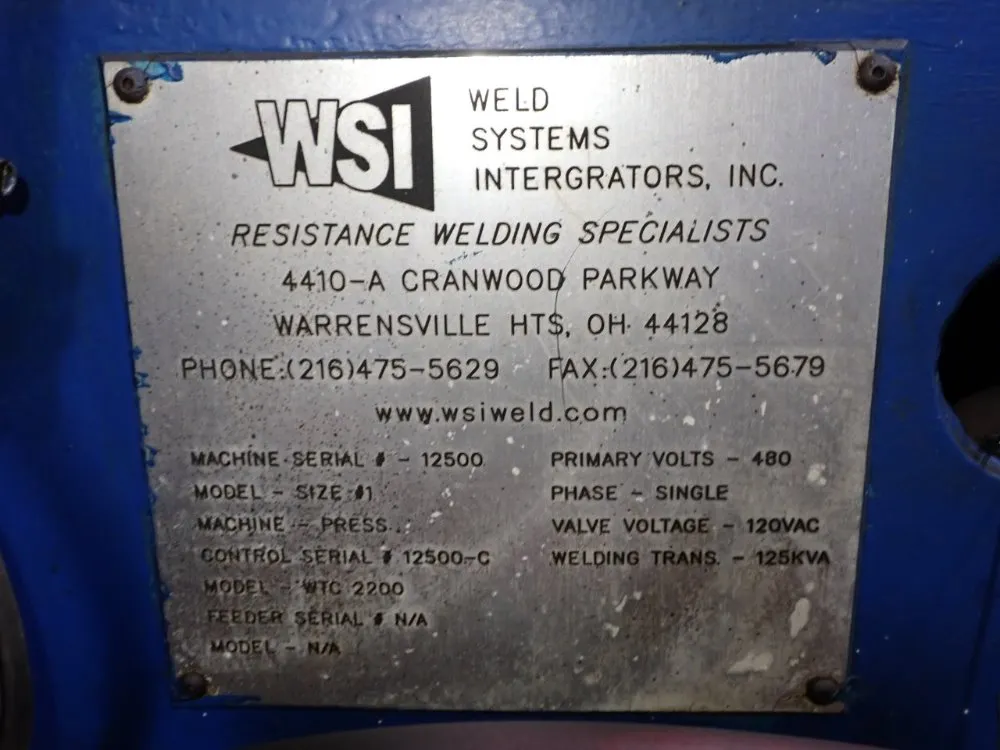 WSI
WELD
SYSTEMS
INTERGRATORS, INC.
RESISTANCE WELDING SPECIALISTS
4410-A CRANWOOD PARKWAY
WARRENSVILLE HTS, OH. 44128
PHONE:(216)475-5629 FAX:(216)475-5679
www.wsiweld.com
MACHINE SERIAL # - 12500 PRIMARY VOLTS - 480
MODEL - SIZE #1 PHASE - SINGLE
MACHINE - PRESS VALVE VOLTAGE - 120VAC
CONTROL SERIAL # 12500-C WELDING TRANS. - 125KVA
MODEL - WTC 2200
FEEDER SERIAL # N/A
MODEL - N/A